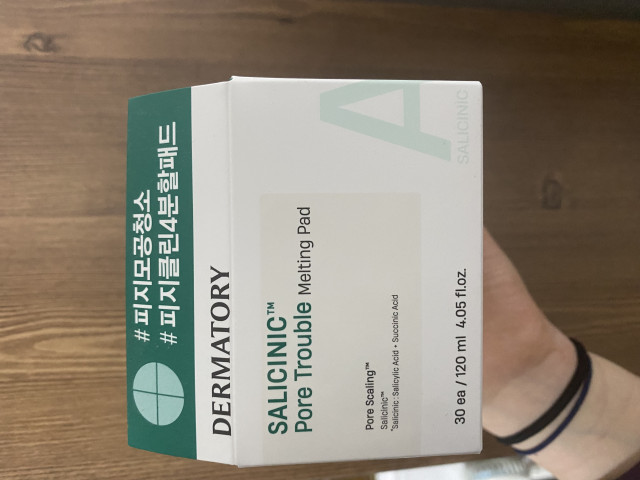 # 피지모공청소
# 피지클린4분할패드
DERMATORY
SALICINIC™
Pore Trouble Melting Pad
Pore Scaling™
Salicinic™
*Salicinic : Salicylic Acid + Succinic Acid
30 ea / 120 ml 4.05 fl.oz.
A
SALICINIC